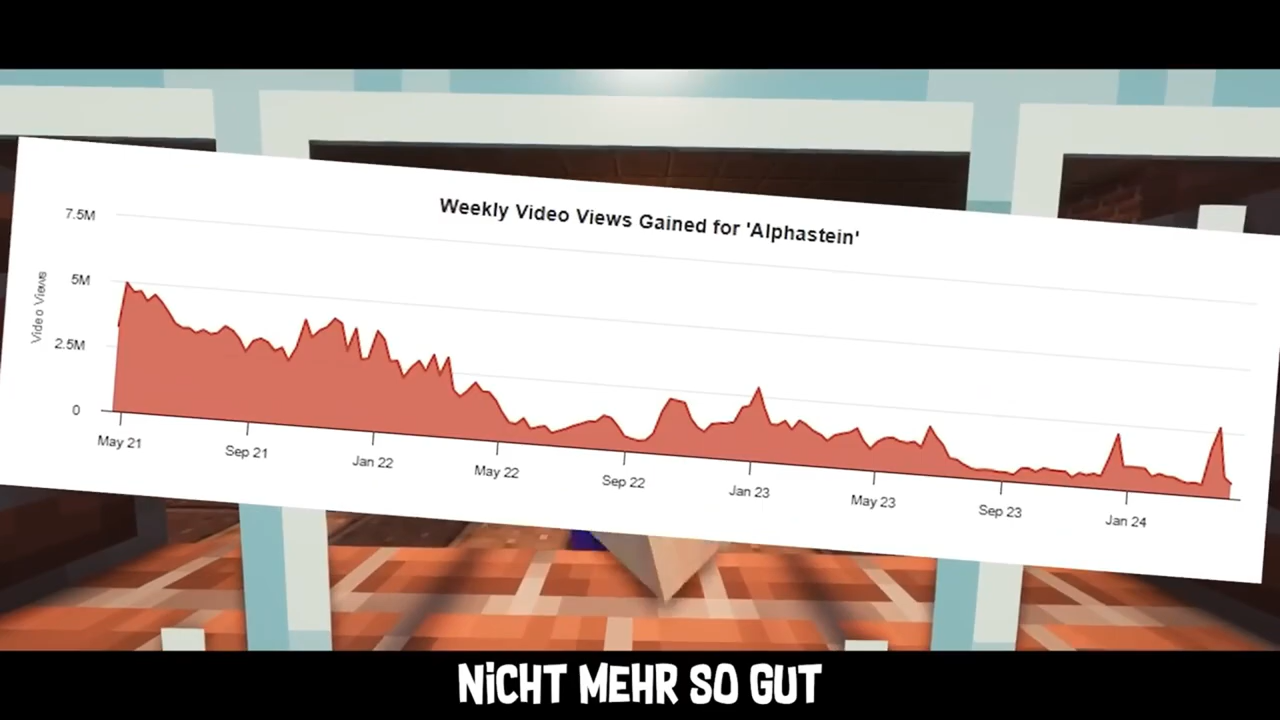 Weekly Video Views Gained for 'Alphastein'
7.5M
5M
2.5M
0
Video Views
May 21
Sep 21
Jan 22
May 22
Sep 22
Jan 23
May 23
Sep 23
Jan 24
NiCHT MEHR SO GUT